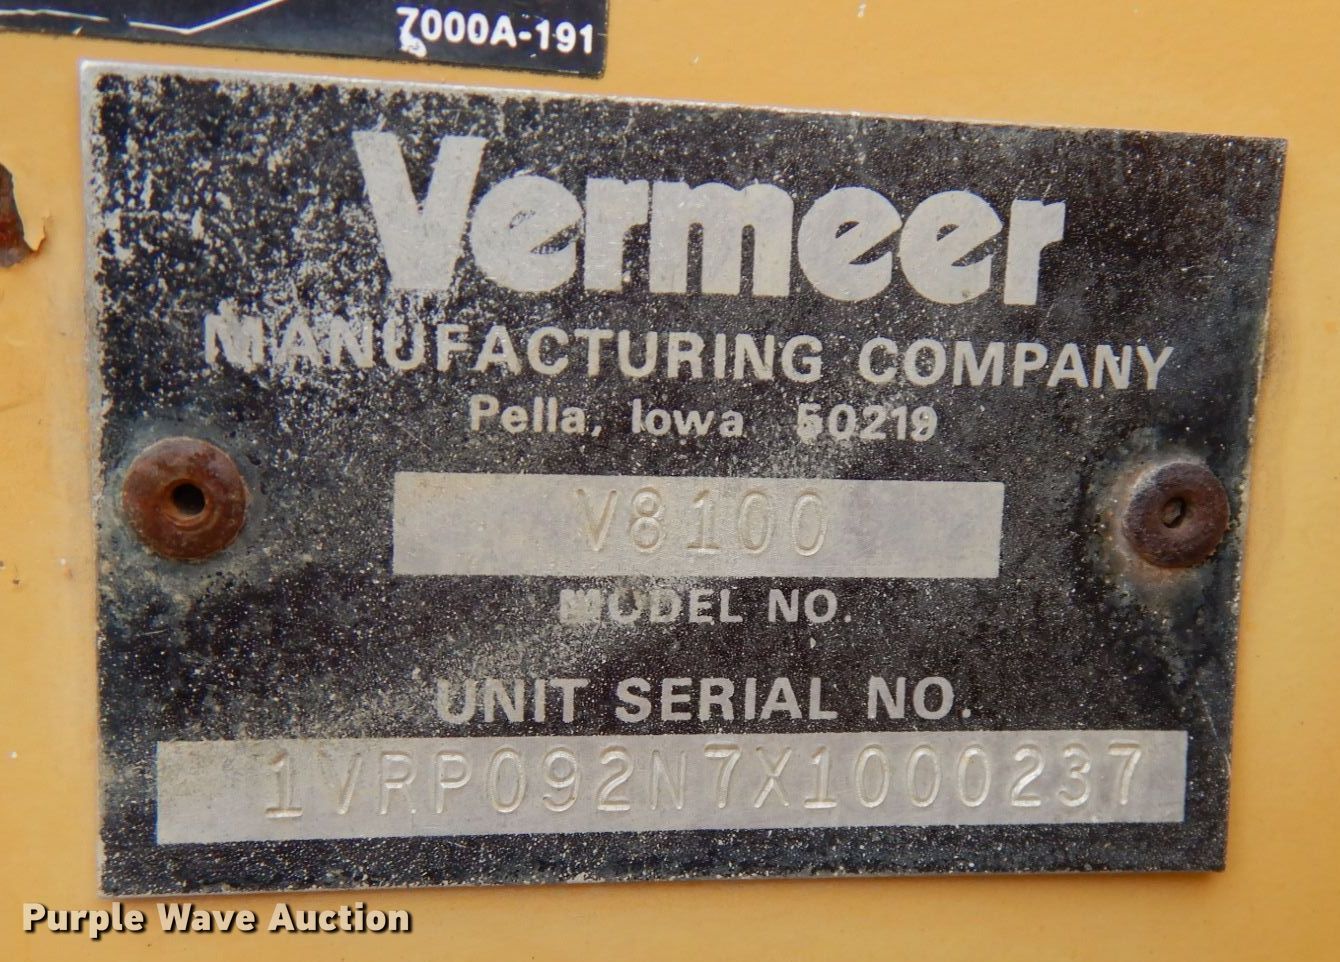 7000A-191
Vermeer
MANUFACTURING COMPANY
Pella, Iowa 50219
V8100
MODEL NO.
UNIT SERIAL NO.
1VRP092N7X1000237
Purple Wave Auction